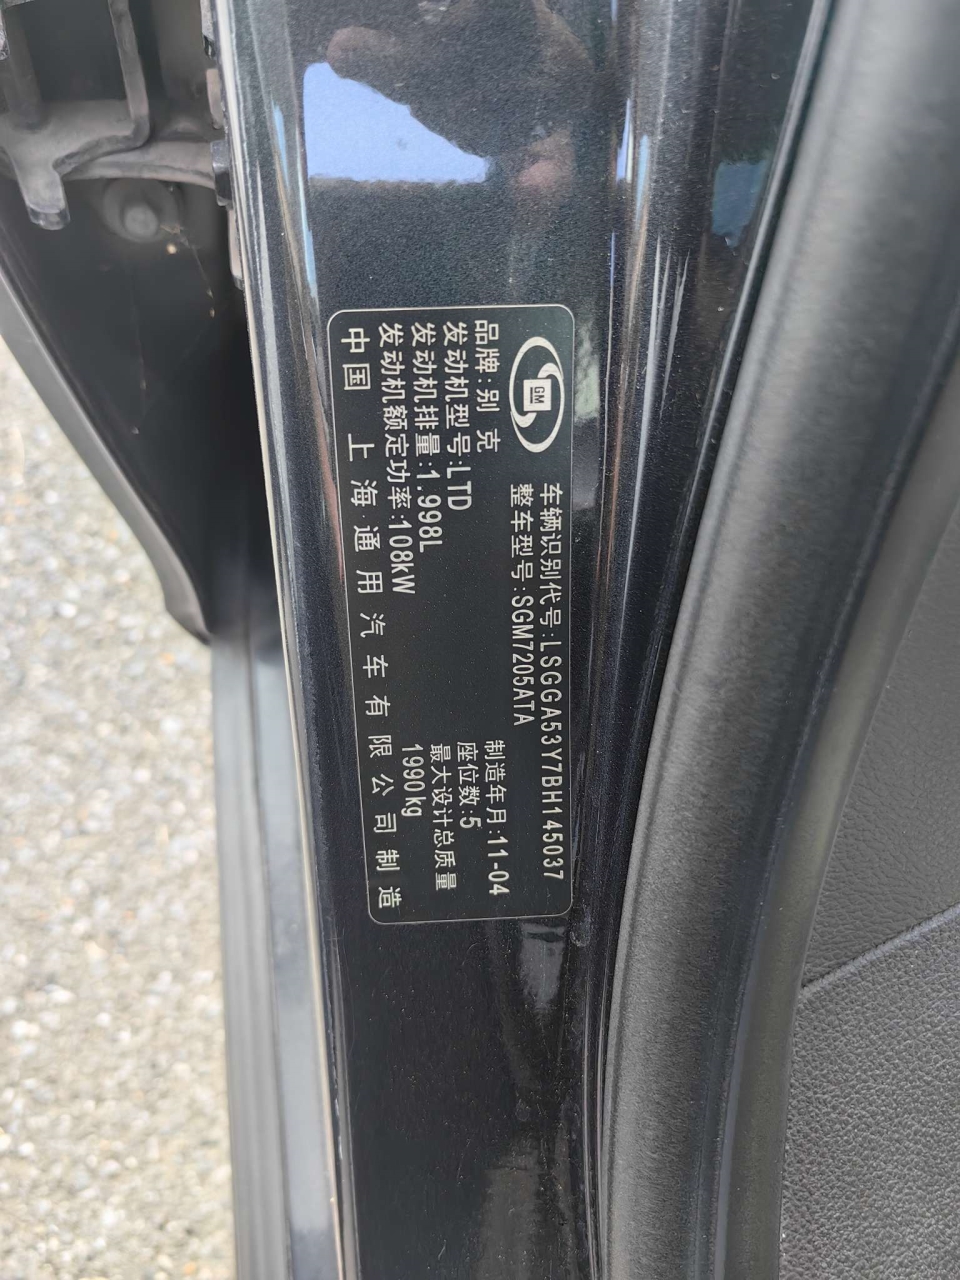 GM
车辆识别代号:LSGGA53Y7BH145037
整车型号:SGM7205ATA
品牌:别 克
制造年月:11-04
发动机型号:LTD
座位数:5
发动机排量:1.998L
最大设计总质量
发动机额定功率:108kW
1990kg
中国 上海通用汽车有限公司制造